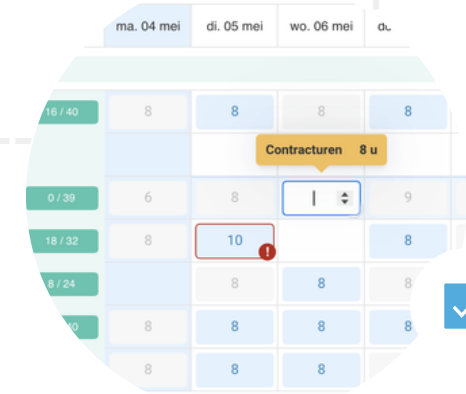 ma. 04 mei di. 05 mei wo. 06 mei
16 / 40 8 8 8 8
Contracturen 8 u
0 / 39 6 8 9
18 / 32 8 10 ! 8
8 / 24 8 8 8
8 8 8 8
8 8 8